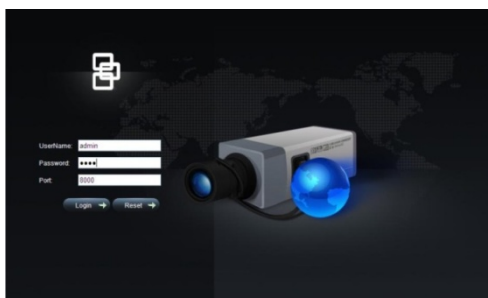 UserName: admin
Password: ••••
Port: 8000
Login Reset